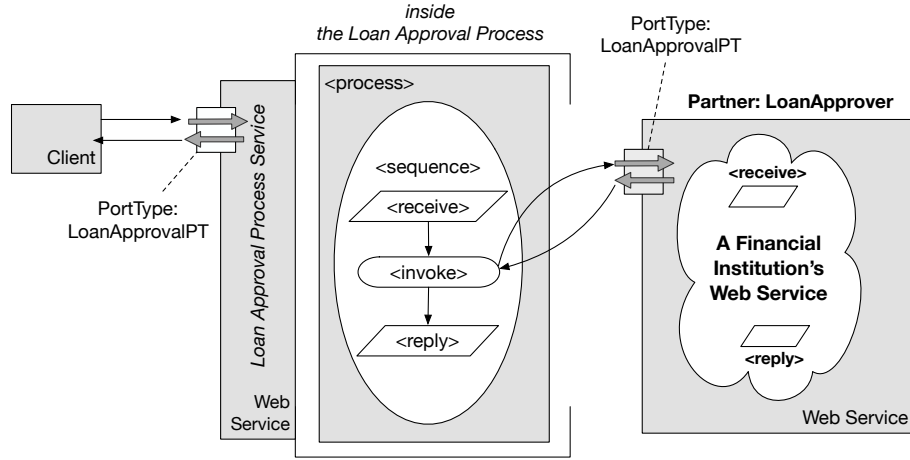 inside
the Loan Approval Process
PortType:
LoanApprovalPT
<process>
Partner: LoanApprover
Client
Loan Approval Process Service
<sequence>
<receive>
<receive>
PortType:
LoanApprovalPT
A Financial
Institution's
Web Service
<invoke>
<reply>
<reply>
Web
Service
Web Service